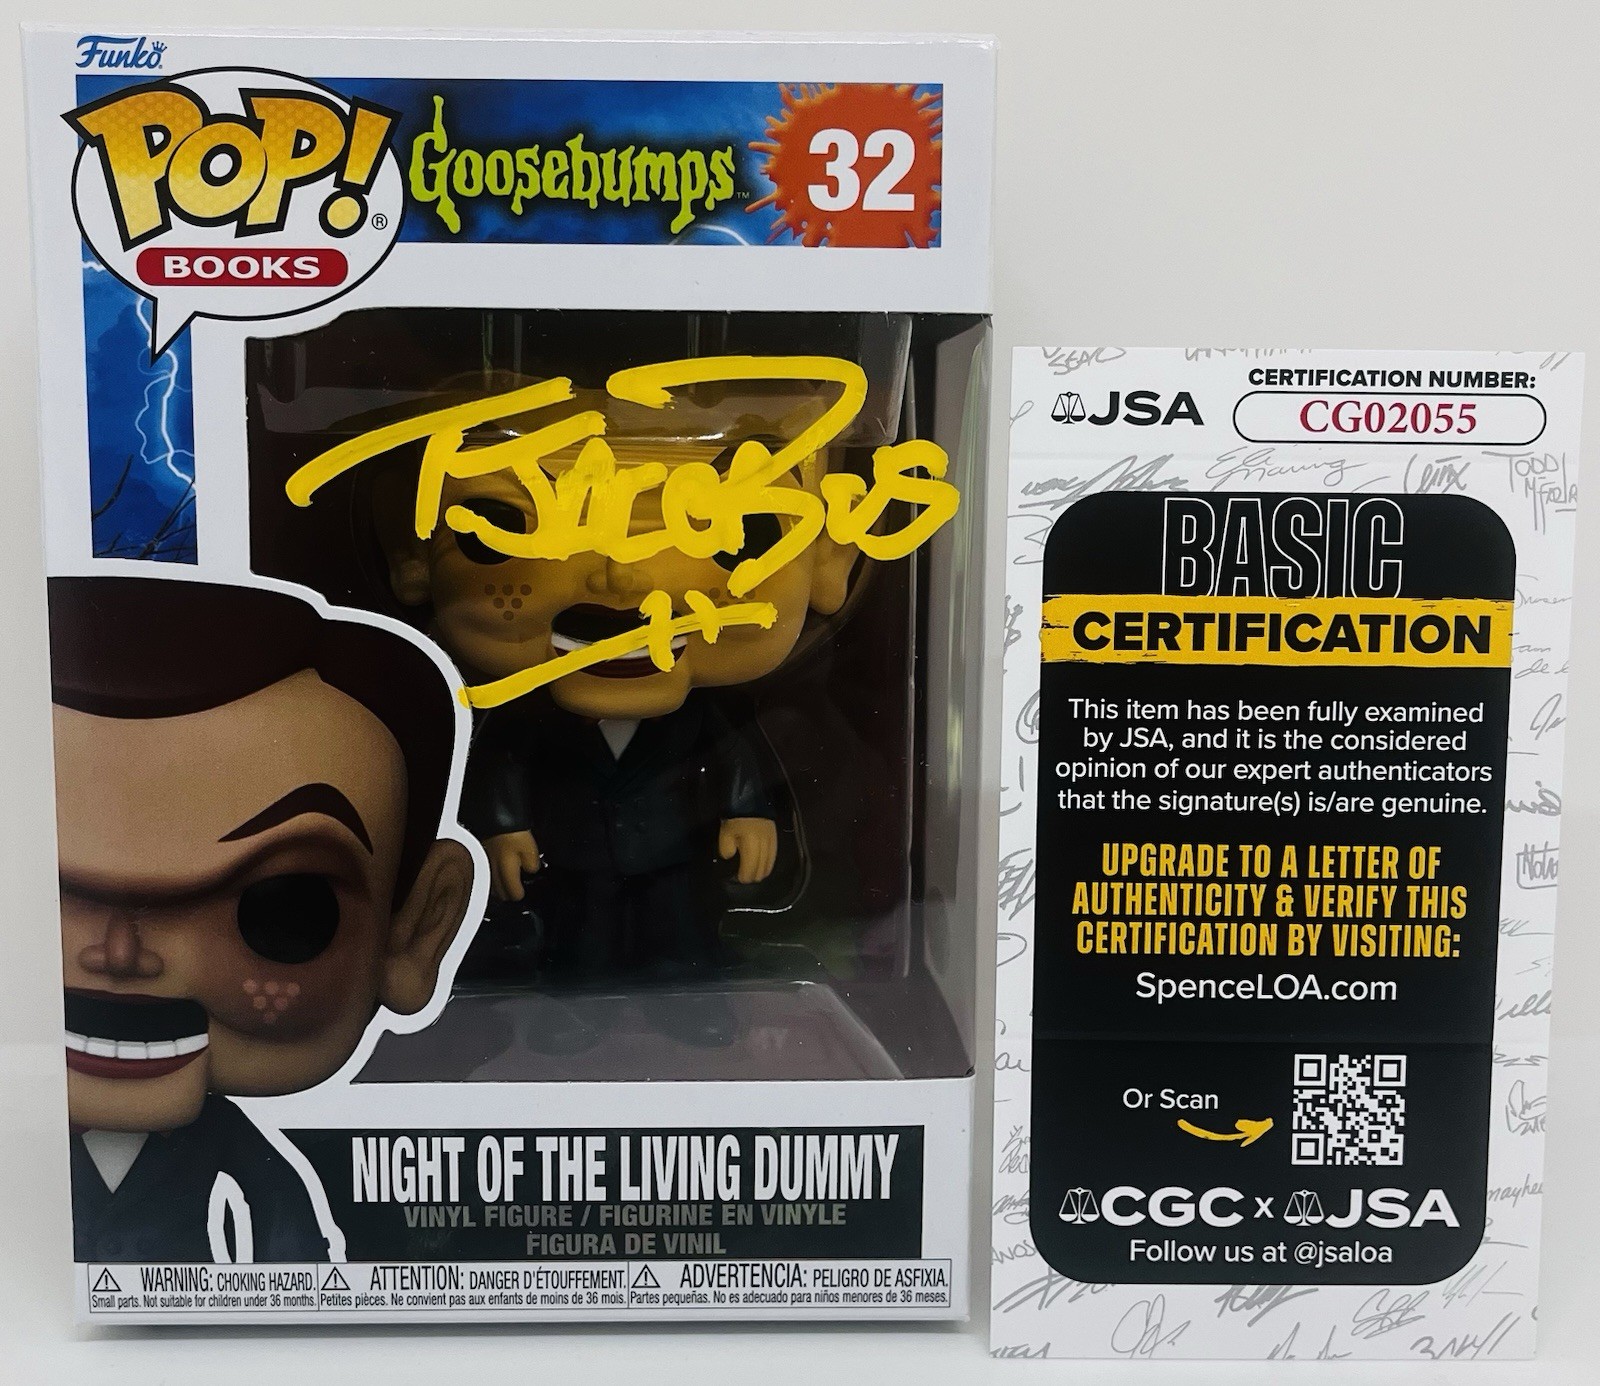 Funko
POP!®
BOOKS
Goosebumps™
32
NIGHT OF THE LIVING DUMMY
VINYL FIGURE / FIGURINE EN VINYLE
FIGURA DE VINIL
WARNING: CHOKING HAZARD.
Small parts. Not suitable for children under 36 months.
ATTENTION: DANGER D'ÉTOUFFEMENT.
Petites pièces. Ne convient pas aux enfants de moins de 36 mois.
ADVERTENCIA: PELIGRO DE ASFIXIA.
Partes pequeñas. No es adecuado para niños menores de 36 meses.
JSA
CERTIFICATION NUMBER:
CG02055
BASIC
CERTIFICATION
This item has been fully examined
by JSA, and it is the considered
opinion of our expert authenticators
that the signature(s) is/are genuine.
UPGRADE TO A LETTER OF
AUTHENTICITY & VERIFY THIS
CERTIFICATION BY VISITING:
SpenceLOA.com
Or Scan
CGC x JSA
Follow us at @jsaloa